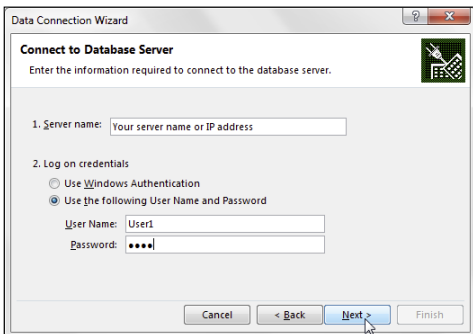 Data Connection Wizard
Connect to Database Server
Enter the information required to connect to the database server.
1. Server name: Your server name or IP address
2. Log on credentials
Use Windows Authentication
Use the following User Name and Password
User Name: User1
Password: ••••
Cancel < Back Next > Finish